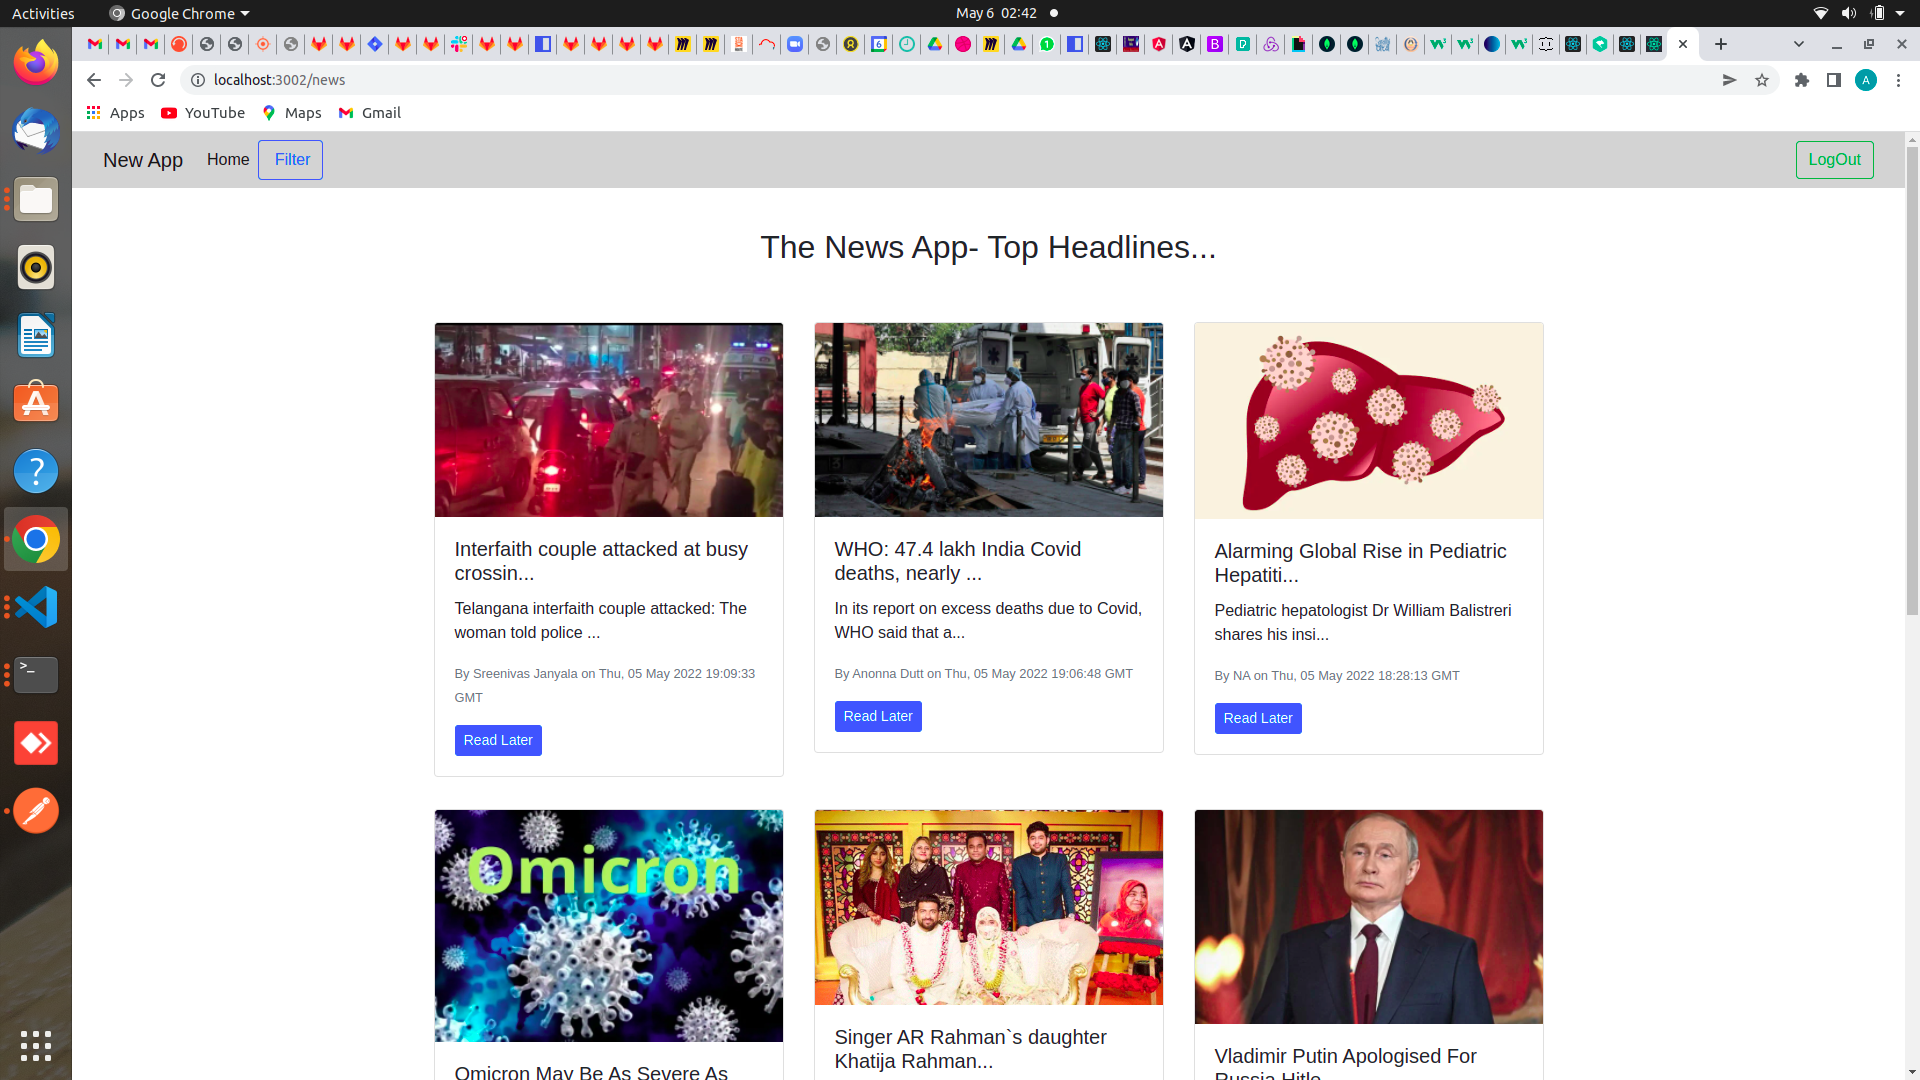 Activities
Google Chrome
May 6 02:42
localhost:3002/news
A
Apps
YouTube
Maps
Gmail
New App
Home
Filter
LogOut
The News App- Top Headlines...
Interfaith couple attacked at busy
crossin...
Telangana interfaith couple attacked: The
woman told police ...
By Sreenivas Janyala on Thu, 05 May 2022 19:09:33
GMT
Read Later
WHO: 47.4 lakh India Covid
deaths, nearly ...
In its report on excess deaths due to Covid,
WHO said that a...
By Anonna Dutt on Thu, 05 May 2022 19:06:48 GMT
Read Later
Alarming Global Rise in Pediatric
Hepatiti...
Pediatric hepatologist Dr William Balistreri
shares his insi...
By NA on Thu, 05 May 2022 18:28:13 GMT
Read Later
Omicron
Omicron May Be As Severe As
Singer AR Rahman`s daughter
Khatija Rahman...
Vladimir Putin Apologised For
Russia Hitle...